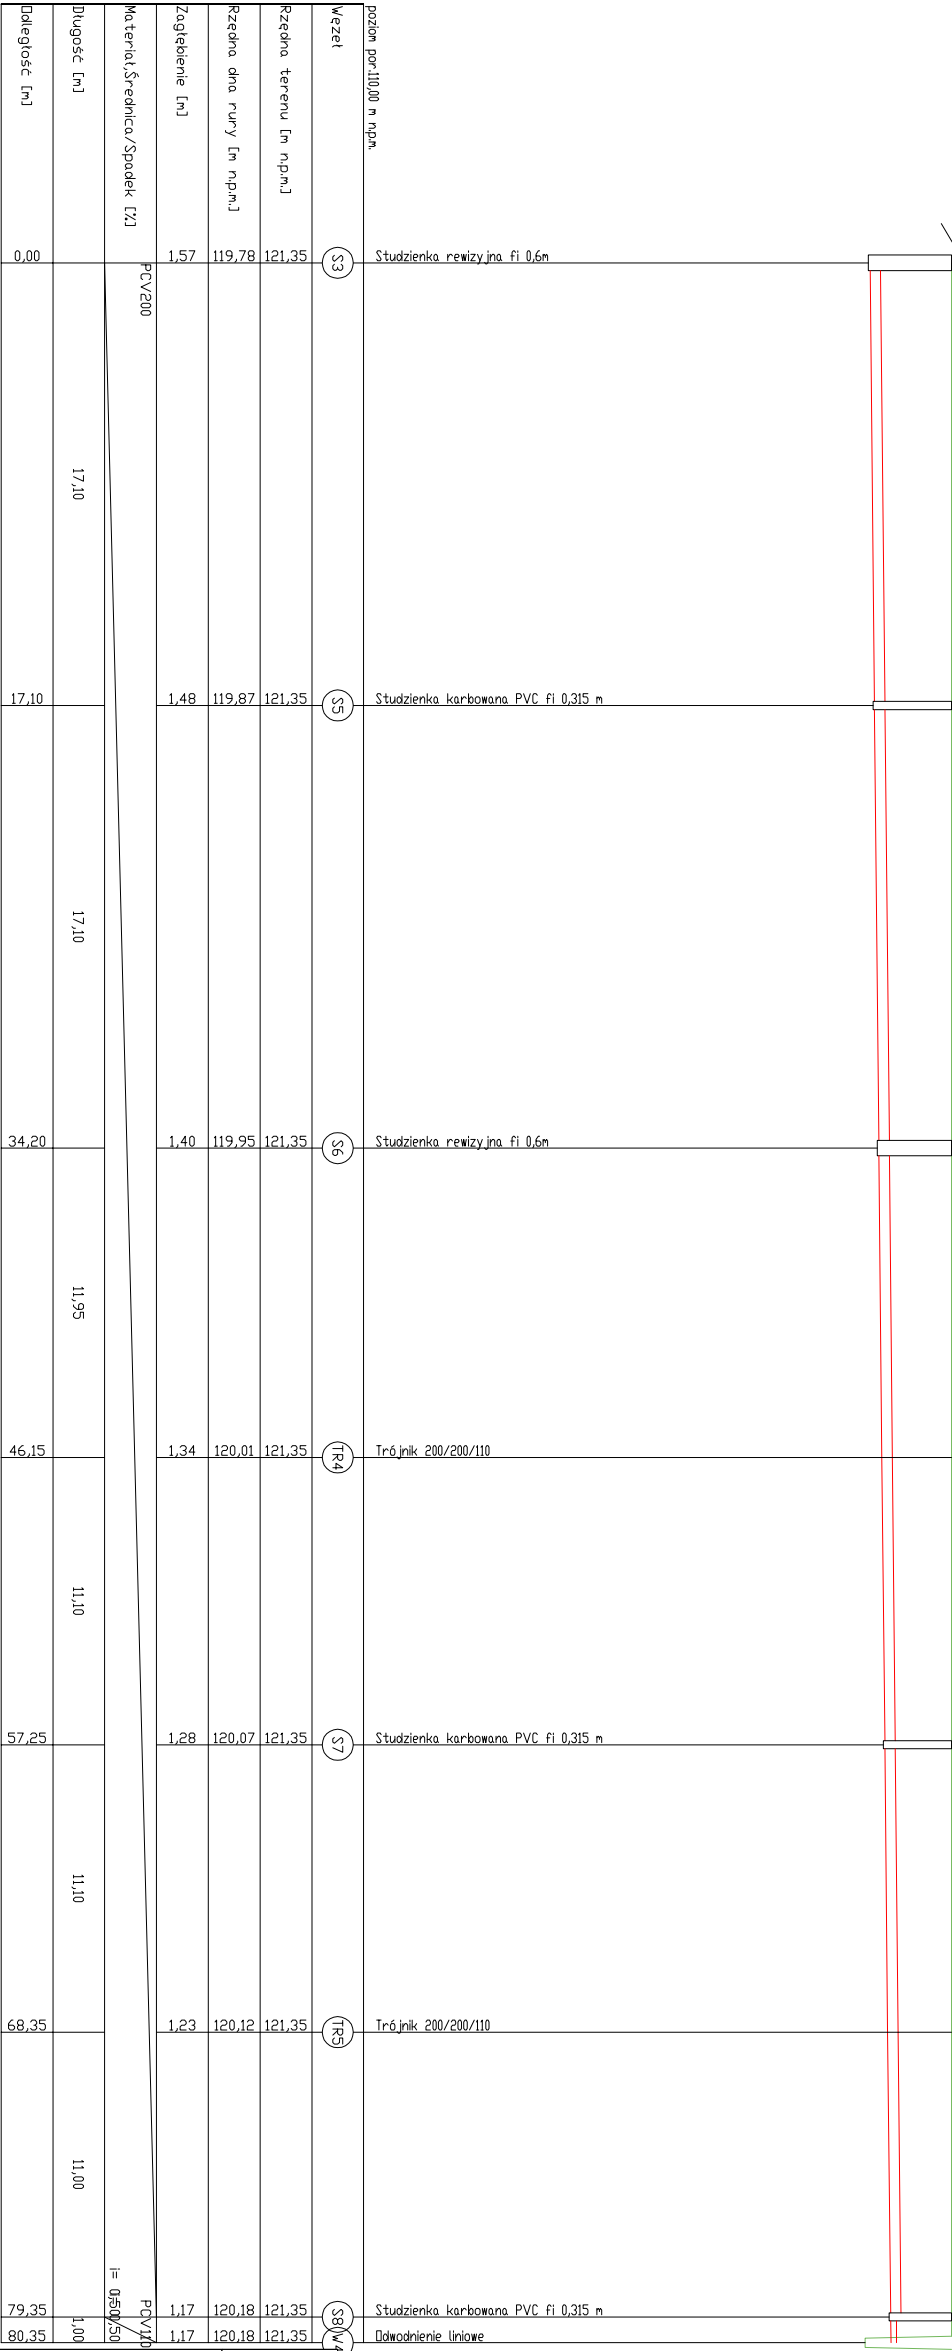 poziom por.110,00 m n.p.m.
Węzeł
Rzędna terenu [m n.p.m.]
Rzędna dna rury [m n.p.m.]
Zagłębienie [m]
Materiał,Średnica/Spadek [%]
Długość [m]
Odległość [m]
0,00
1,57
119,78
121,35
S3
Studzienka rewizyjna fi 0,6m
PCV200
17,10
17,10
1,48
119,87
121,35
S5
Studzienka karbowana PVC fi 0,315 m
17,10
34,20
1,40
119,95
121,35
S6
Studzienka rewizyjna fi 0,6m
11,95
46,15
1,34
120,01
121,35
TR4
Trójnik 200/200/110
11,10
57,25
1,28
120,07
121,35
S7
Studzienka karbowana PVC fi 0,315 m
11,10
68,35
1,23
120,12
121,35
TR5
Trójnik 200/200/110
11,00
i=
PCV110
79,35
1,17
120,18
121,35
S8
Studzienka karbowana PVC fi 0,315 m
1,00
80,35
1,17
120,18
121,35
W4
Odwodnienie liniowe